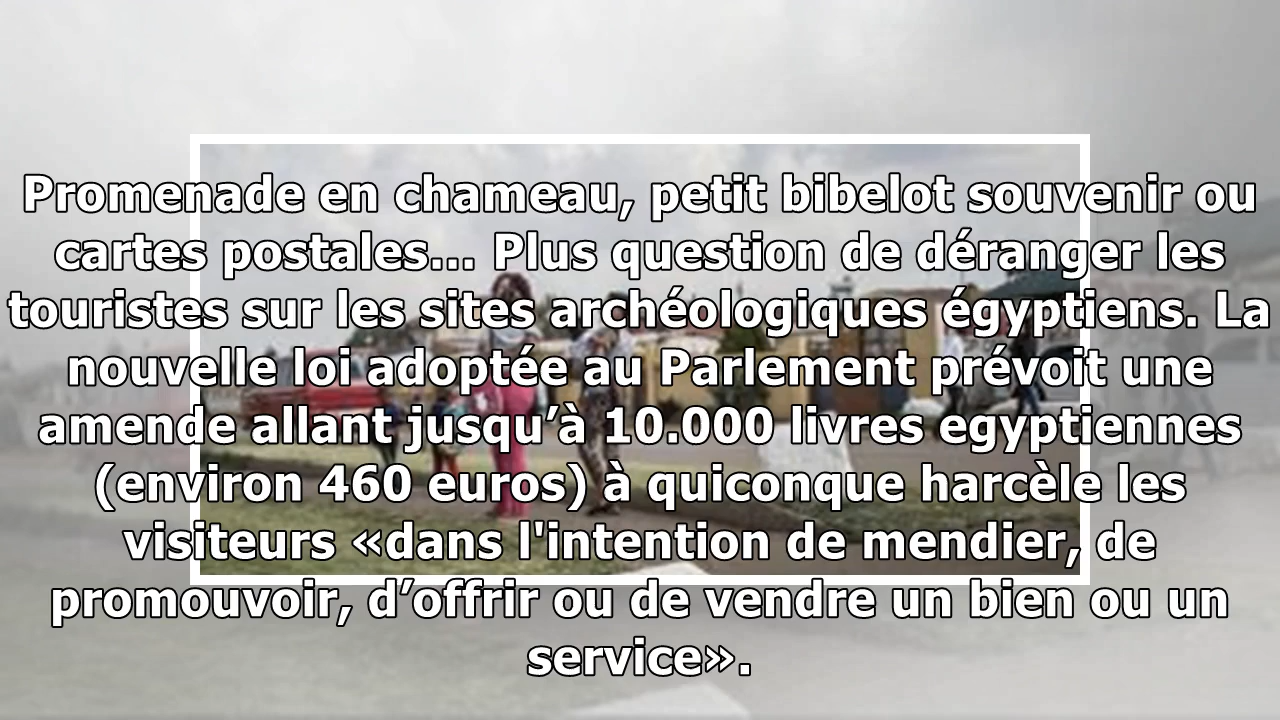 Promenade en chameau, petit bibelot souvenir ou
cartes postales... Plus question de déranger les
touristes sur les sites archéologiques égyptiens. La
nouvelle loi adoptée au Parlement prévoit une
amende allant jusqu’à 10.000 livres egyptiennes
(environ 460 euros) à quiconque harcèle les
visiteurs «dans l'intention de mendier, de
promouvoir, d’offrir ou de vendre un bien ou un
service».